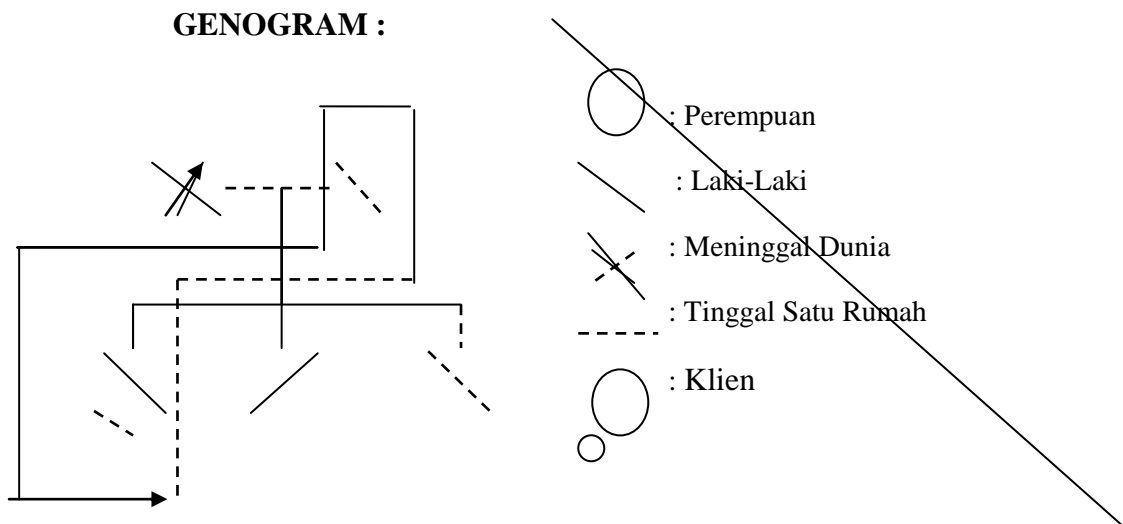 GENOGRAM :
: Perempuan
: Laki-Laki
: Meninggal Dunia
: Tinggal Satu Rumah
: Klien